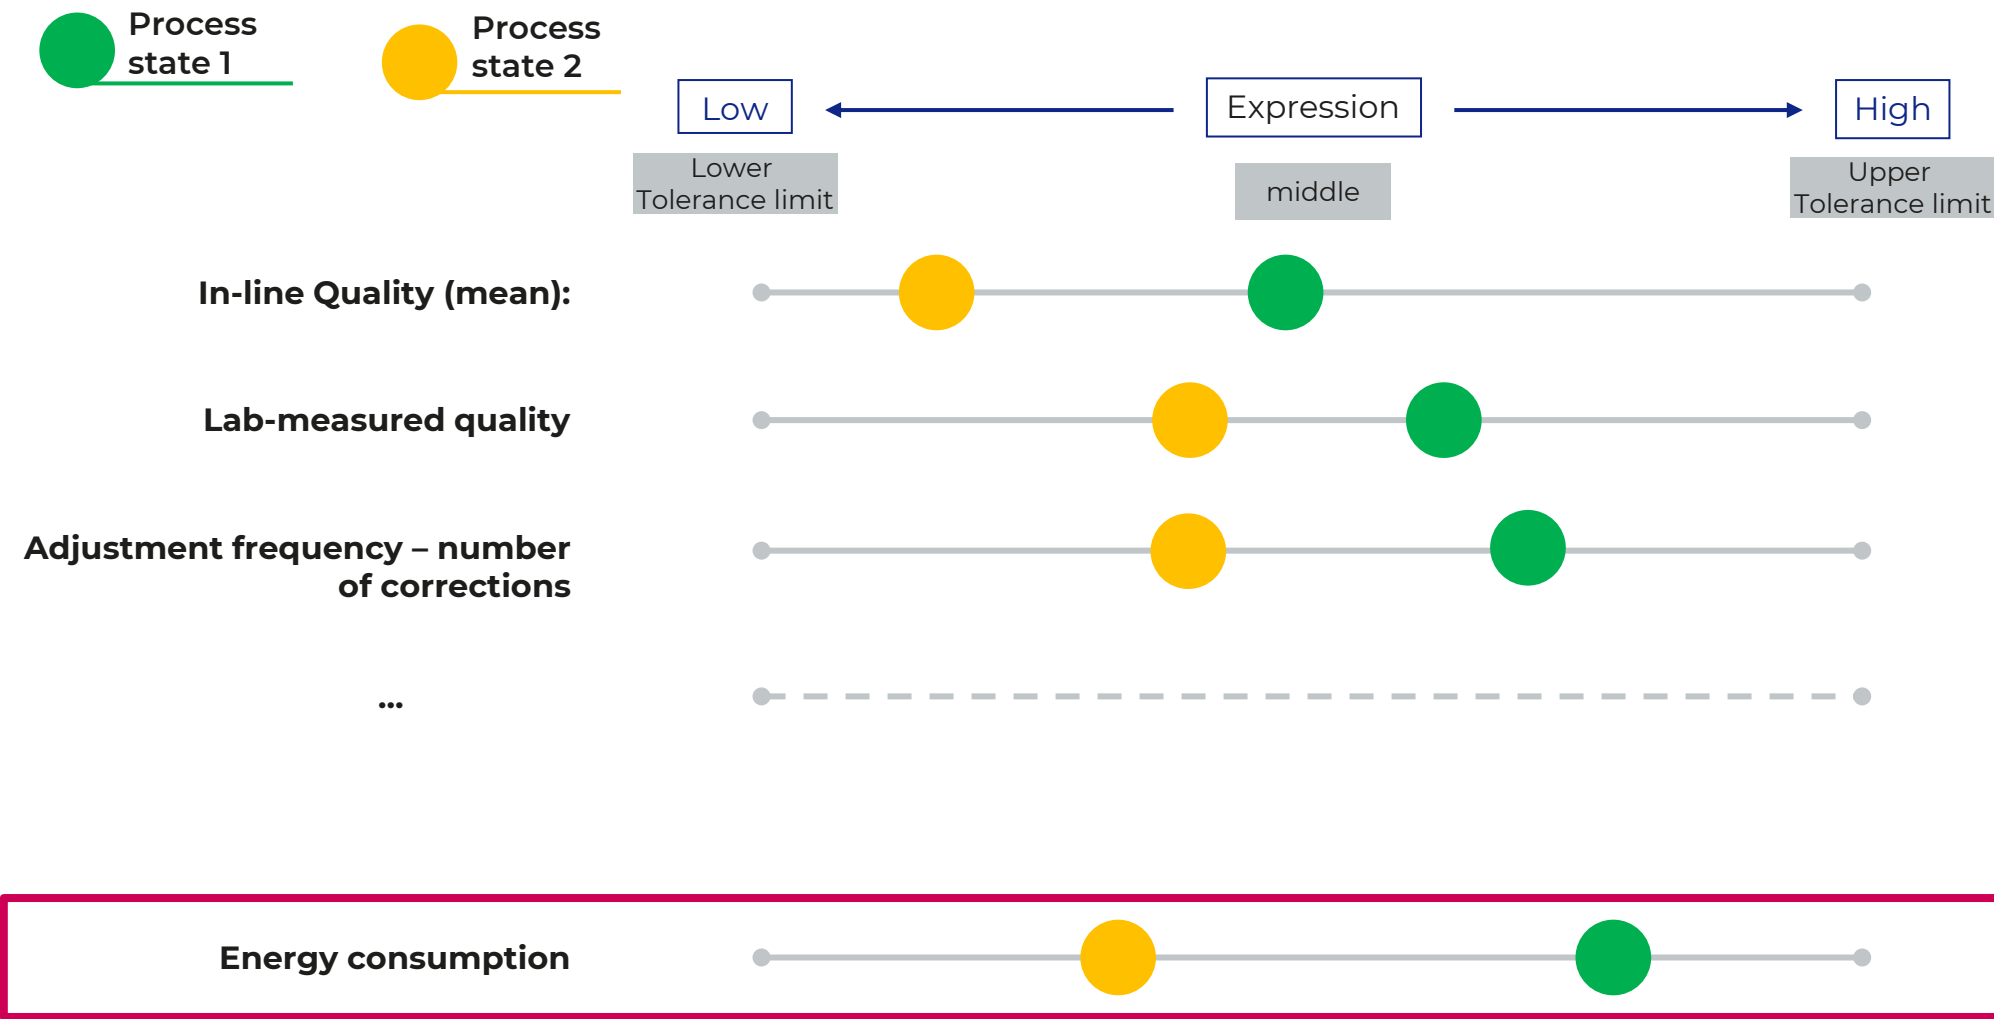 Process
state 1
Process
state 2
Low
Expression
High
Lower
Tolerance limit
middle
Upper
Tolerance limit
In-line Quality (mean):
Lab-measured quality
Adjustment frequency – number
of corrections
...
Energy consumption